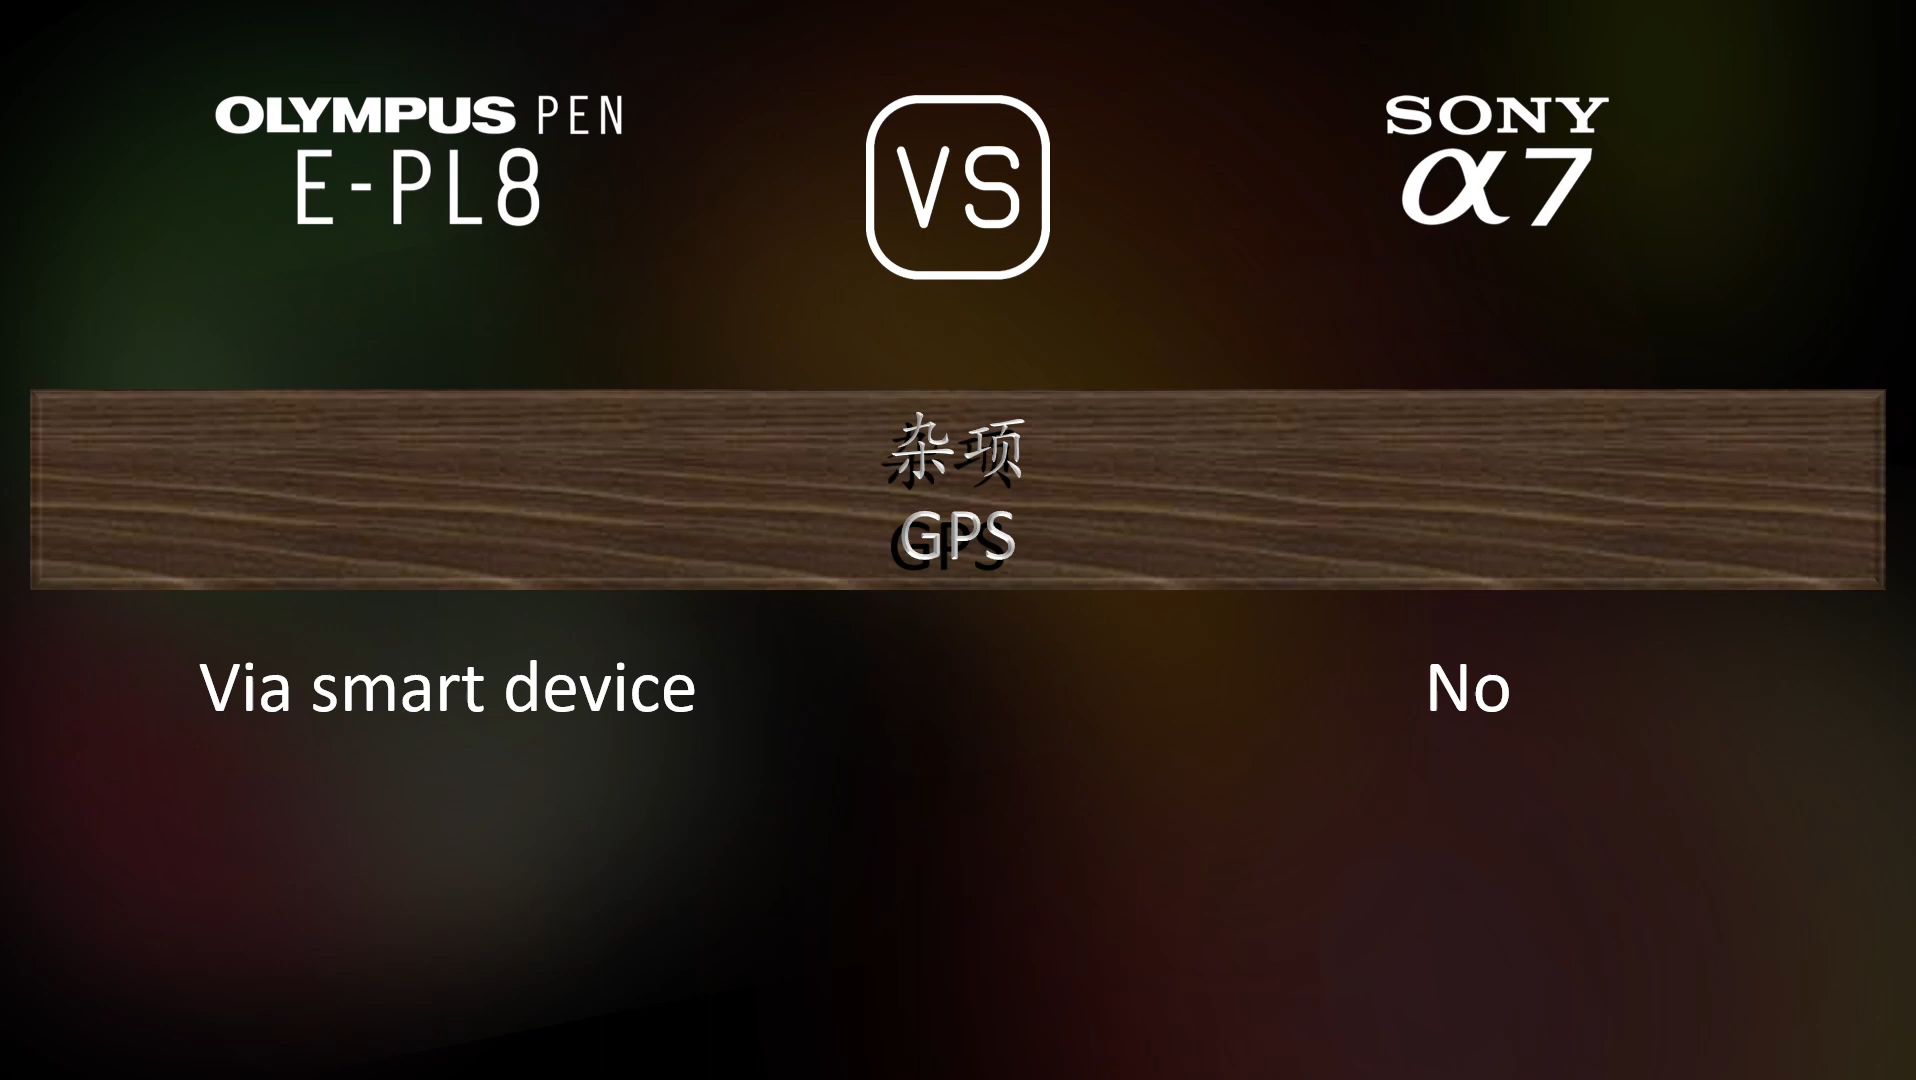 OLYMPUS PEN
E-PL8
VS
SONY
α7
杂项
GPS
Via smart device
No